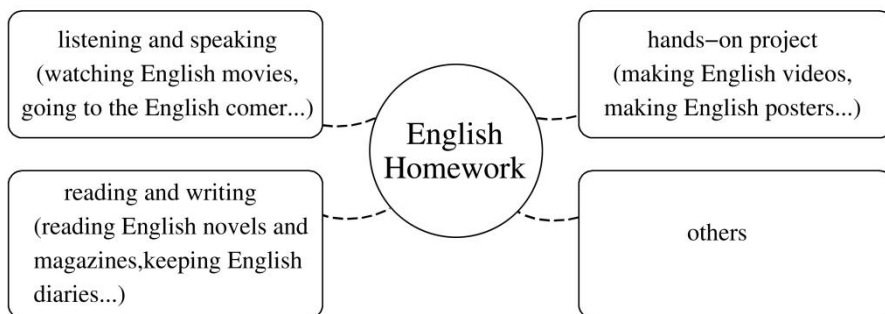 listening and speaking
(watching English movies,
going to the English comer...)
hands-on project
(making English videos,
making English posters...)
English
Homework
reading and writing
(reading English novels and
magazines,keeping English
diaries...)
others